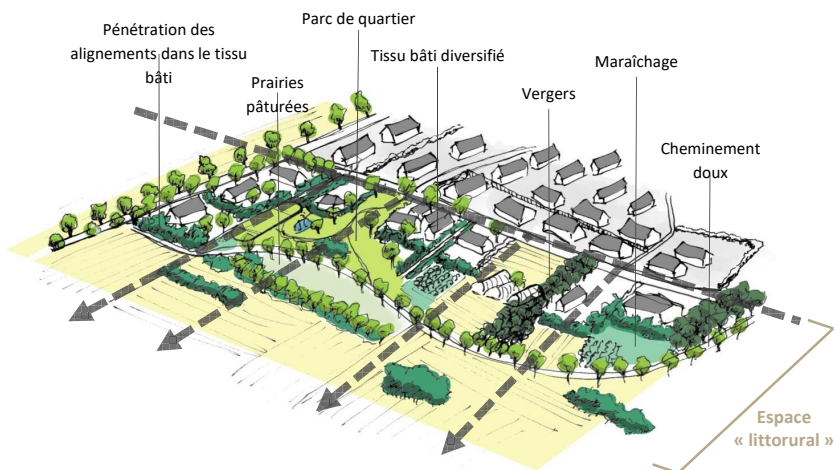 Pénétration des
alignements dans le tissu
bâti
Parc de quartier
Prairies
pâturées
Tissu bâti diversifié
Vergers
Maraîchage
Cheminement
doux
Espace
« littorural »